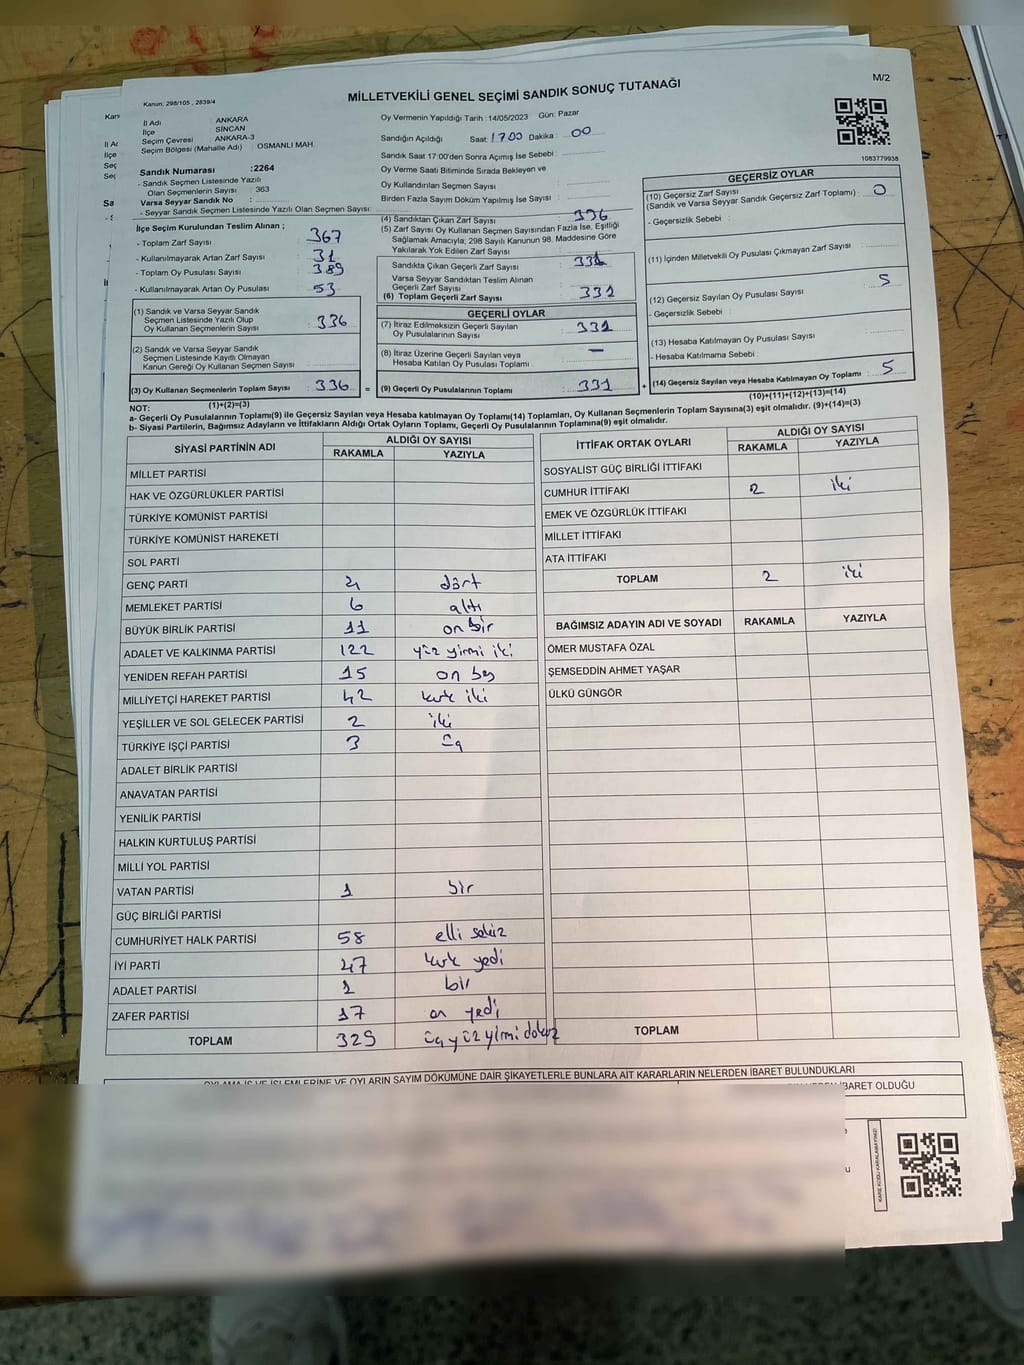 Kanun, 298/105 , 2839/4
MİLLETVEKİLİ GENEL SEÇİMİ SANDIK SONUÇ TUTANAĞI
M/2
İl Adı ANKARA
İlçe SİNCAN
Seçim Çevresi ANKARA-3
Seçim Bölgesi (Mahalle Adı) : OSMANLI MAH.
Oy Vermenin Yapıldığı Tarih : 14/05/2023 Gün: Pazar
Sandığın Açıldığı Saat: 17:00 Dakika : 00
Sandık Saat 17:00'den Sonra Açımış İse Sebebi :
Oy Verme Saati Bitiminde Sırada Bekleyen ve
Oy Kullandırılan Seçmen Sayısı :
Birden Fazla Sayım Döküm Yapılmış İse Sayısı :
1083779938
Sandık Numarası :2264
- Sandık Seçmen Listesinde Yazılı
Olan Seçmenlerin Sayısı : 363
Varsa Seyyar Sandık No :
- Seyyar Sandık Seçmen Listesinde Yazılı Olan Seçmen Sayısı:
İlçe Seçim Kurulundan Teslim Alınan ;
- Toplam Zarf Sayısı : 367
- Kullanılmayarak Artan Zarf Sayısı : 31
- Toplam Oy Pusulası Sayısı : 389
- Kullanılmayarak Artan Oy Pusulası : 53
(1) Sandık ve Varsa Seyyar Sandık
Seçmen Listesinde Yazılı Olup
Oy Kullanan Seçmenlerin Sayısı : 336
(2) Sandık ve Varsa Seyyar Sandık
Seçmen Listesinde Kayıtlı Olmayan
Kanun Gereği Oy Kullanan Seçmen Sayısı :
(3) Oy Kullanan Seçmenlerin Toplam Sayısı : 336 =
(1)+(2)=(3)
(4) Sandıktan Çıkan Zarf Sayısı : 336
(5) Zarf Sayısı Oy Kullanan Seçmen Sayısından Fazla İse, Eşitliği
Sağlamak Amacıyla, 298 Sayılı Kanunun 98. Maddesine Göre
Yakılarak Yok Edilen Zarf Sayısı :
Sandıkta Çıkan Geçerli Zarf Sayısı : 331
Varsa Seyyar Sandıktan Teslim Alınan
Geçerli Zarf Sayısı :
(6) Toplam Geçerli Zarf Sayısı : 331
GEÇERLİ OYLAR
(7) İtiraz Edilmeksizin Geçerli Sayılan
Oy Pusulalarının Sayısı : 331
(8) İtiraz Üzerine Geçerli Sayılan veya
Hesaba Katılan Oy Pusulası Toplamı : —
(9) Geçerli Oy Pusulalarının Toplamı : 331 +
GEÇERSİZ OYLAR
(10) Geçersiz Zarf Sayısı
(Sandık ve Varsa Seyyar Sandık Geçersiz Zarf Toplamı) : 0
- Geçersizlik Sebebi :
(11) İçinden Milletvekili Oy Pusulası Çıkmayan Zarf Sayısı :
(12) Geçersiz Sayılan Oy Pusulası Sayısı : 5
- Geçersizlik Sebebi :
(13) Hesaba Katılmayan Oy Pusulası Sayısı :
- Hesaba Katılmama Sebebi :
(14) Geçersiz Sayılan veya Hesaba Katılmayan Oy Toplamı : 5
(10)+(11)+(12)+(13)=(14)
NOT:
a- Geçerli Oy Pusulalarının Toplamı(9) ile Geçersiz Sayılan veya Hesaba Katılmayan Oy Toplamı(14) Toplamları, Oy Kullanan Seçmenlerin Toplam Sayısına(3) eşit olmalıdır. (9)+(14)=(3)
b- Siyasi Partilerin, Bağımsız Adayların ve İttifakların Aldığı Ortak Oyların Toplamı, Geçerli Oy Pusulalarının Toplamına(9) eşit olmalıdır.
SİYASİ PARTİNİN ADI ALDIĞI OY SAYISI
RAKAMLA YAZIYLA
MİLLET PARTİSİ
HAK VE ÖZGÜRLÜKLER PARTİSİ
TÜRKİYE KOMÜNİST PARTİSİ
TÜRKİYE KOMÜNİST HAREKETİ
SOL PARTİ
GENÇ PARTİ 4 dört
MEMLEKET PARTİSİ 6 altı
BÜYÜK BİRLİK PARTİSİ 11 on bir
ADALET VE KALKINMA PARTİSİ 122 yüz yirmi iki
YENİDEN REFAH PARTİSİ 15 on beş
MİLLİYETÇİ HAREKET PARTİSİ 42 kırk iki
YEŞİLLER VE SOL GELECEK PARTİSİ 2 iki
TÜRKİYE İŞÇİ PARTİSİ 3 üç
ADALET BİRLİK PARTİSİ
ANAVATAN PARTİSİ
YENİLİK PARTİSİ
HALKIN KURTULUŞ PARTİSİ
MİLLİ YOL PARTİSİ
VATAN PARTİSİ 1 bir
GÜÇ BİRLİĞİ PARTİSİ
CUMHURİYET HALK PARTİSİ 58 elli sekiz
İYİ PARTİ 47 kırk yedi
ADALET PARTİSİ 1 bir
ZAFER PARTİSİ 17 on yedi
TOPLAM 329 üçyüz yirmi dokuz
İTTİFAK ORTAK OYLARI ALDIĞI OY SAYISI
RAKAMLA YAZIYLA
SOSYALİST GÜÇ BİRLİĞİ İTTİFAKI
CUMHUR İTTİFAKI 2 iki
EMEK VE ÖZGÜRLÜK İTTİFAKI
MİLLET İTTİFAKI
ATA İTTİFAKI
TOPLAM 2 iki
BAĞIMSIZ ADAYIN ADI VE SOYADI RAKAMLA YAZIYLA
ÖMER MUSTAFA ÖZAL
ŞEMSEDDİN AHMET YAŞAR
ÜLKÜ GÜNGÖR
TOPLAM
OYLAMA İŞ VE İŞLEMLERİNE VE OYLARIN SAYIM DÖKÜMÜNE DAİR ŞİKAYETLERLE BUNLARA AİT KARARLARIN NELERDEN İBARET BULUNDUKLARI
İBARET OLDUĞU